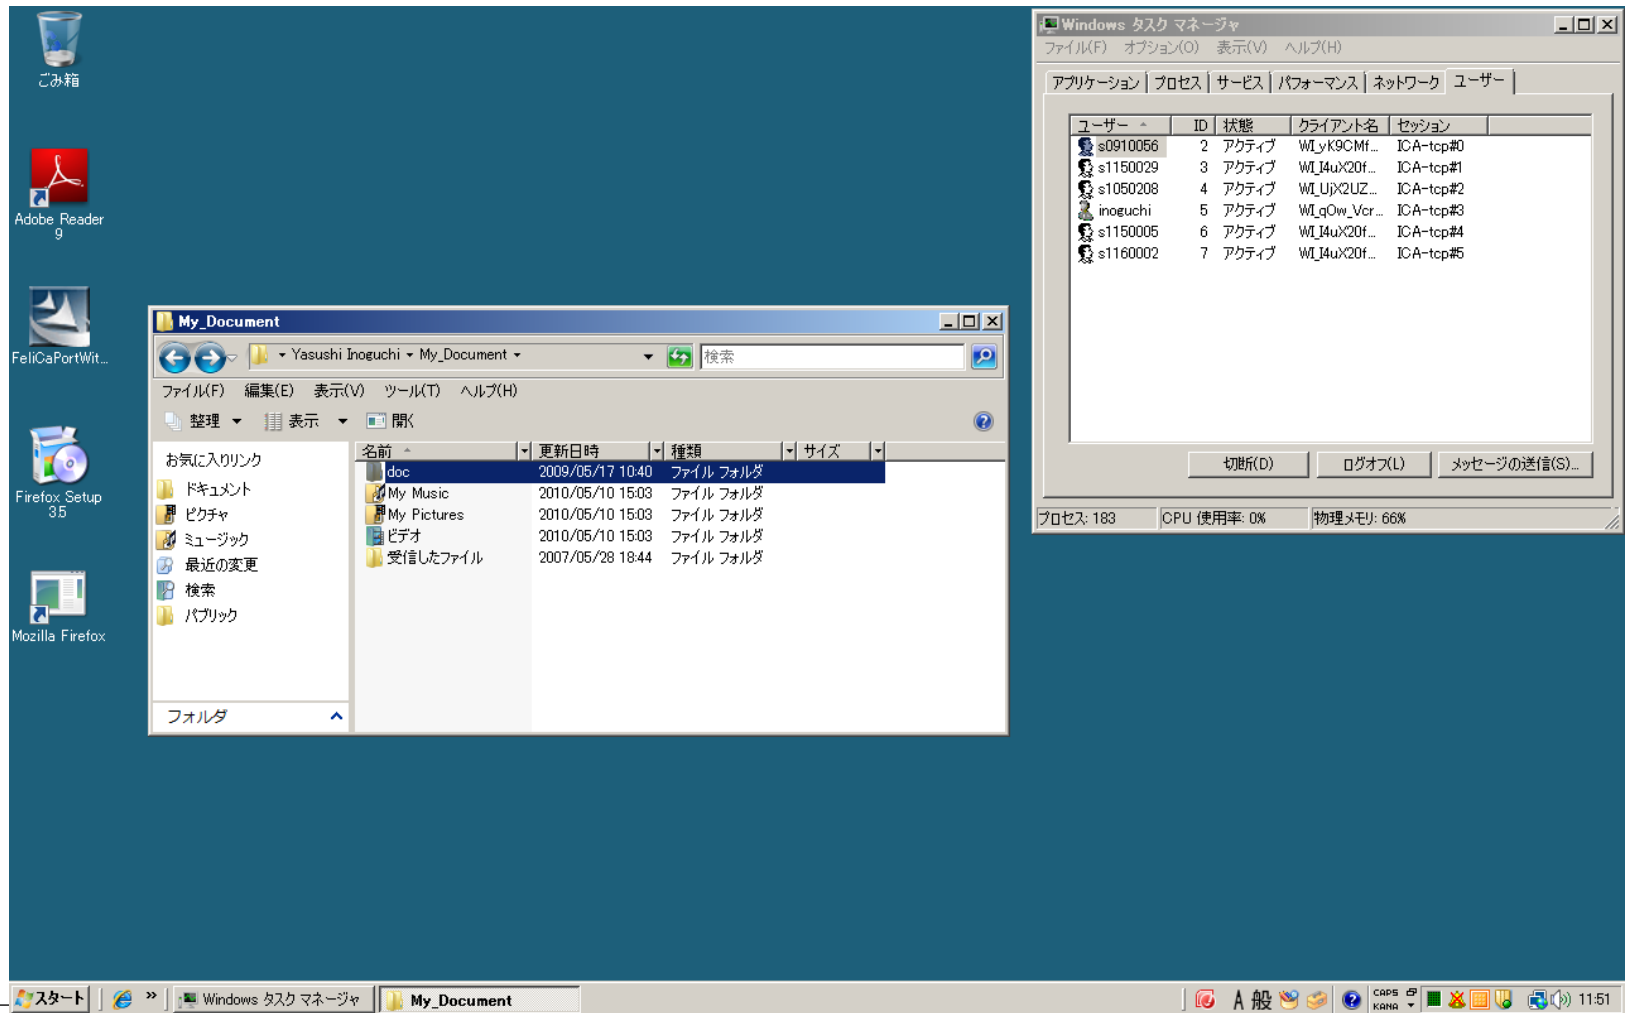 ごみ箱
Adobe Reader
9
FeliCaPortWit...
Firefox Setup
3.5
Mozilla Firefox
My_Document
Yasushi Inoguchi My_Document
検索
ファイル(F) 編集(E) 表示(V) ツール(T) ヘルプ(H)
整理 表示 開く
お気に入りリンク
ドキュメント
ピクチャ
ミュージック
最近の変更
検索
パブリック
フォルダ
名前 更新日時 種類 サイズ
doc 2009/05/17 10:40 ファイル フォルダ
My Music 2010/05/10 15:03 ファイル フォルダ
My Pictures 2010/05/10 15:03 ファイル フォルダ
ビデオ 2010/05/10 15:03 ファイル フォルダ
受信したファイル 2007/05/28 18:44 ファイル フォルダ
Windows タスク マネージャ
ファイル(F) オプション(O) 表示(V) ヘルプ(H)
アプリケーション プロセス サービス パフォーマンス ネットワーク ユーザー
ユーザー ID 状態 クライアント名 セッション
s0910056 2 アクティブ WI_yK9CMf... ICA-tcp#0
s1150029 3 アクティブ WI_I4uX20f... ICA-tcp#1
s1050208 4 アクティブ WI_UjX2UZ... ICA-tcp#2
inoguchi 5 アクティブ WI_qOw_Vcr... ICA-tcp#3
s1150005 6 アクティブ WI_I4uX20f... ICA-tcp#4
s1160002 7 アクティブ WI_I4uX20f... ICA-tcp#5
切断(D) ログオフ(L) メッセージの送信(S)...
プロセス: 183 CPU 使用率: 0% 物理メモリ: 66%
スタート » Windows タスク マネージャ My_Document A 般 CAPS KANA 11:51